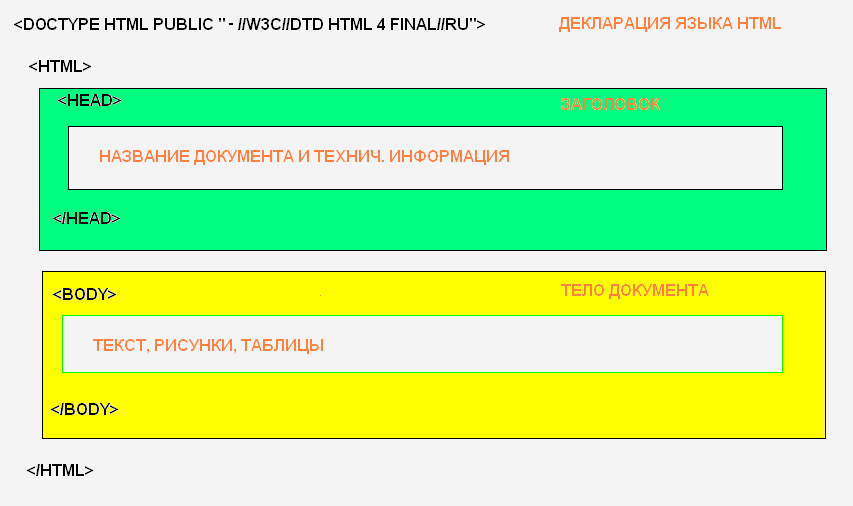 <DOCTYPE HTML PUBLIC " - //W3C//DTD HTML 4 FINAL//RU"> ДЕКЛАРАЦИЯ ЯЗЫКА HTML
<HTML>
<HEAD> ЗАГОЛОВОК
НАЗВАНИЕ ДОКУМЕНТА И ТЕХНИЧ. ИНФОРМАЦИЯ
</HEAD>
<BODY> ТЕЛО ДОКУМЕНТА
ТЕКСТ, РИСУНКИ, ТАБЛИЦЫ
</BODY>
</HTML>